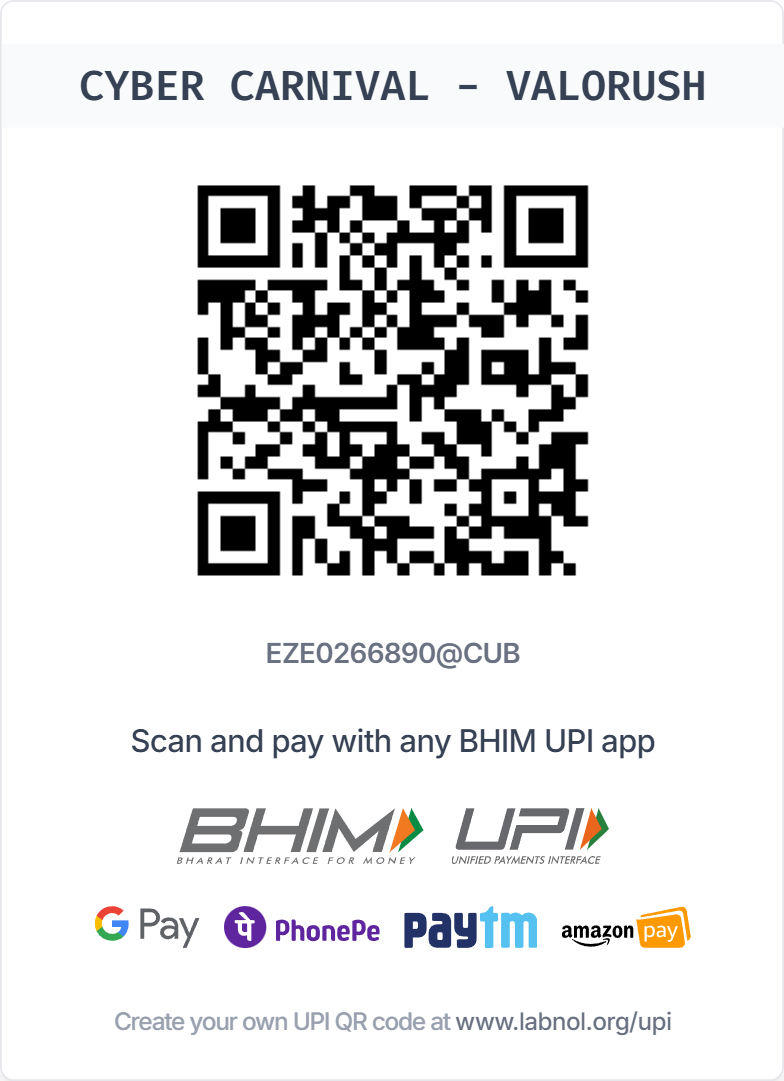 CYBER CARNIVAL - VALORUSH
EZE0266890@CUB
Scan and pay with any BHIM UPI app
BHIM UPI
BHARAT INTERFACE FOR MONEY UNIFIED PAYMENTS INTERFACE
G Pay पे PhonePe paytm amazon pay
Create your own UPI QR code at www.labnol.org/upi